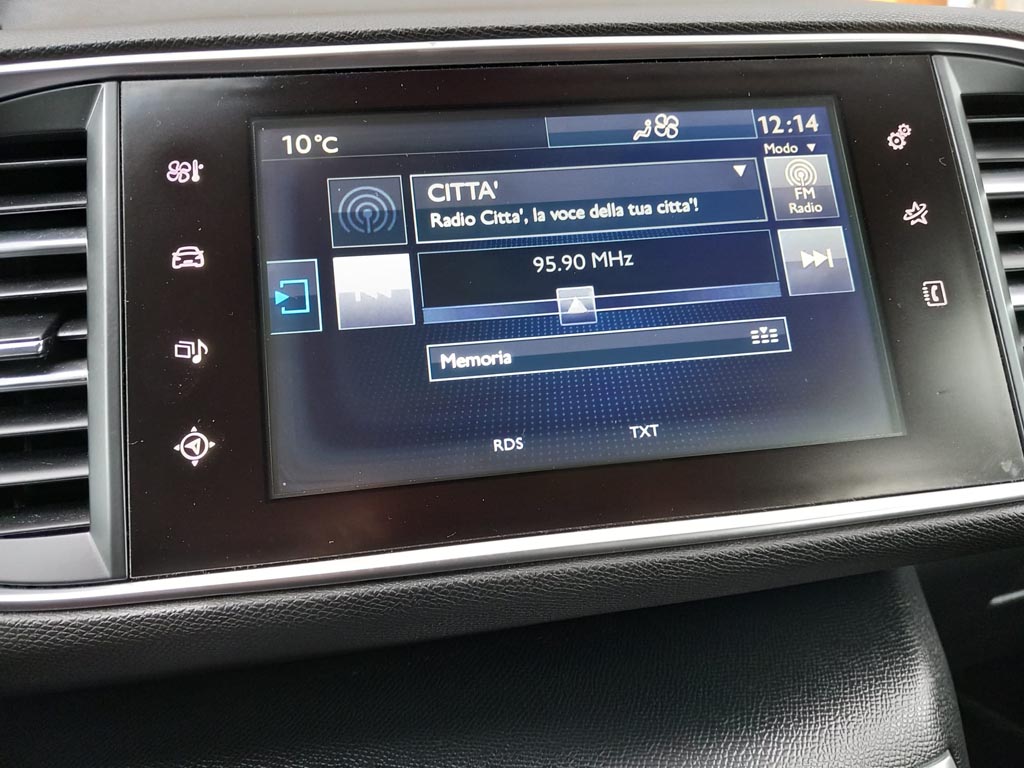 10°C
12:14
Modo
CITTA'
Radio Citta', la voce della tua citta'!
FM
Radio
95.90 MHz
Memoria
RDS
TXT